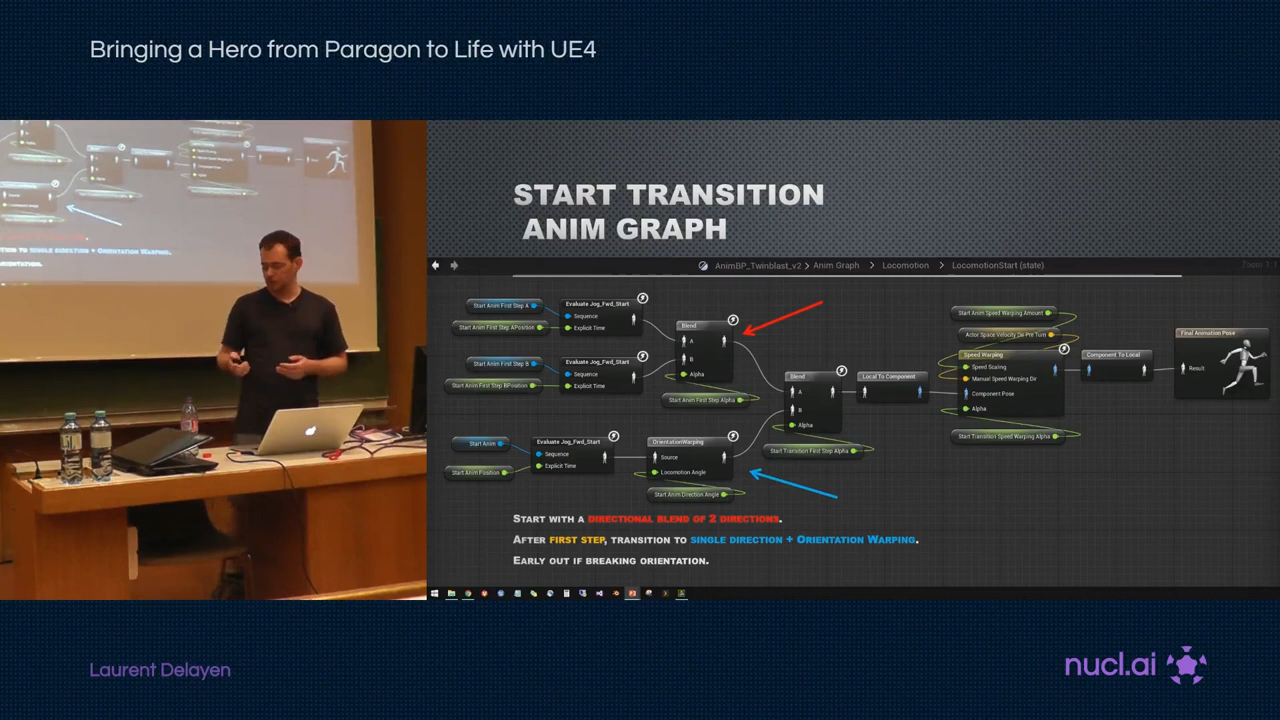 Bringing a Hero from Paragon to Life with UE4
START TRANSITION
ANIM GRAPH
AnimBP_Twinblast_v2 > Anim Graph > Locomotion > LocomotionStart (state)
Start Anim First Step A
Start Anim First Step APosition
Evaluate Jog_Fwd_Start
Sequence
Explicit Time
Start Anim First Step B
Start Anim First Step BPosition
Evaluate Jog_Fwd_Start
Sequence
Explicit Time
Blend
A
B
Alpha
Start Anim First Step Alpha
Start Anim
Start Anim Position
Evaluate Jog_Fwd_Start
Sequence
Explicit Time
OrientationWarping
Source
Locomotion Angle
Start Anim Direction Angle
Blend
A
B
Alpha
Start Transition First Step Alpha
Local To Component
Start Anim Speed Warping Amount
Actor Space Velocity Dir Pre Turn
Speed Warping
Speed Scaling
Manual Speed Warping Dir
Component Pose
Alpha
Start Transition Speed Warping Alpha
Component To Local
Final Animation Pose
Result
START WITH A DIRECTIONAL BLEND OF 2 DIRECTIONS.
AFTER FIRST STEP, TRANSITION TO SINGLE DIRECTION + ORIENTATION WARPING.
EARLY OUT IF BREAKING ORIENTATION.
Laurent Delayen
nucl.ai